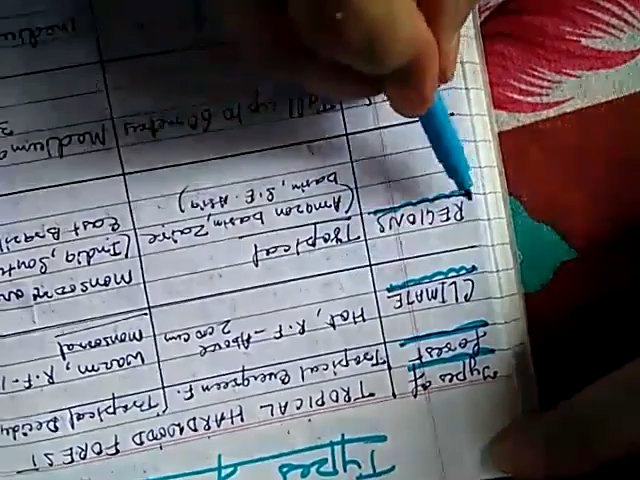 Types of
TROPICAL HARDWOOD FOREST
Types of
Forest
Tropical Evergreen F.
(Tropical Decidu
CLIMATE
Hot, R.F - Above
200 cm
Warm, R.F - 1
monsoonal
REGIONS
Tropical
(Amazon basin, Zaire
basin, S.E. Asia)
(India, South
East Brazil
Tall up to 60 metres
Medium